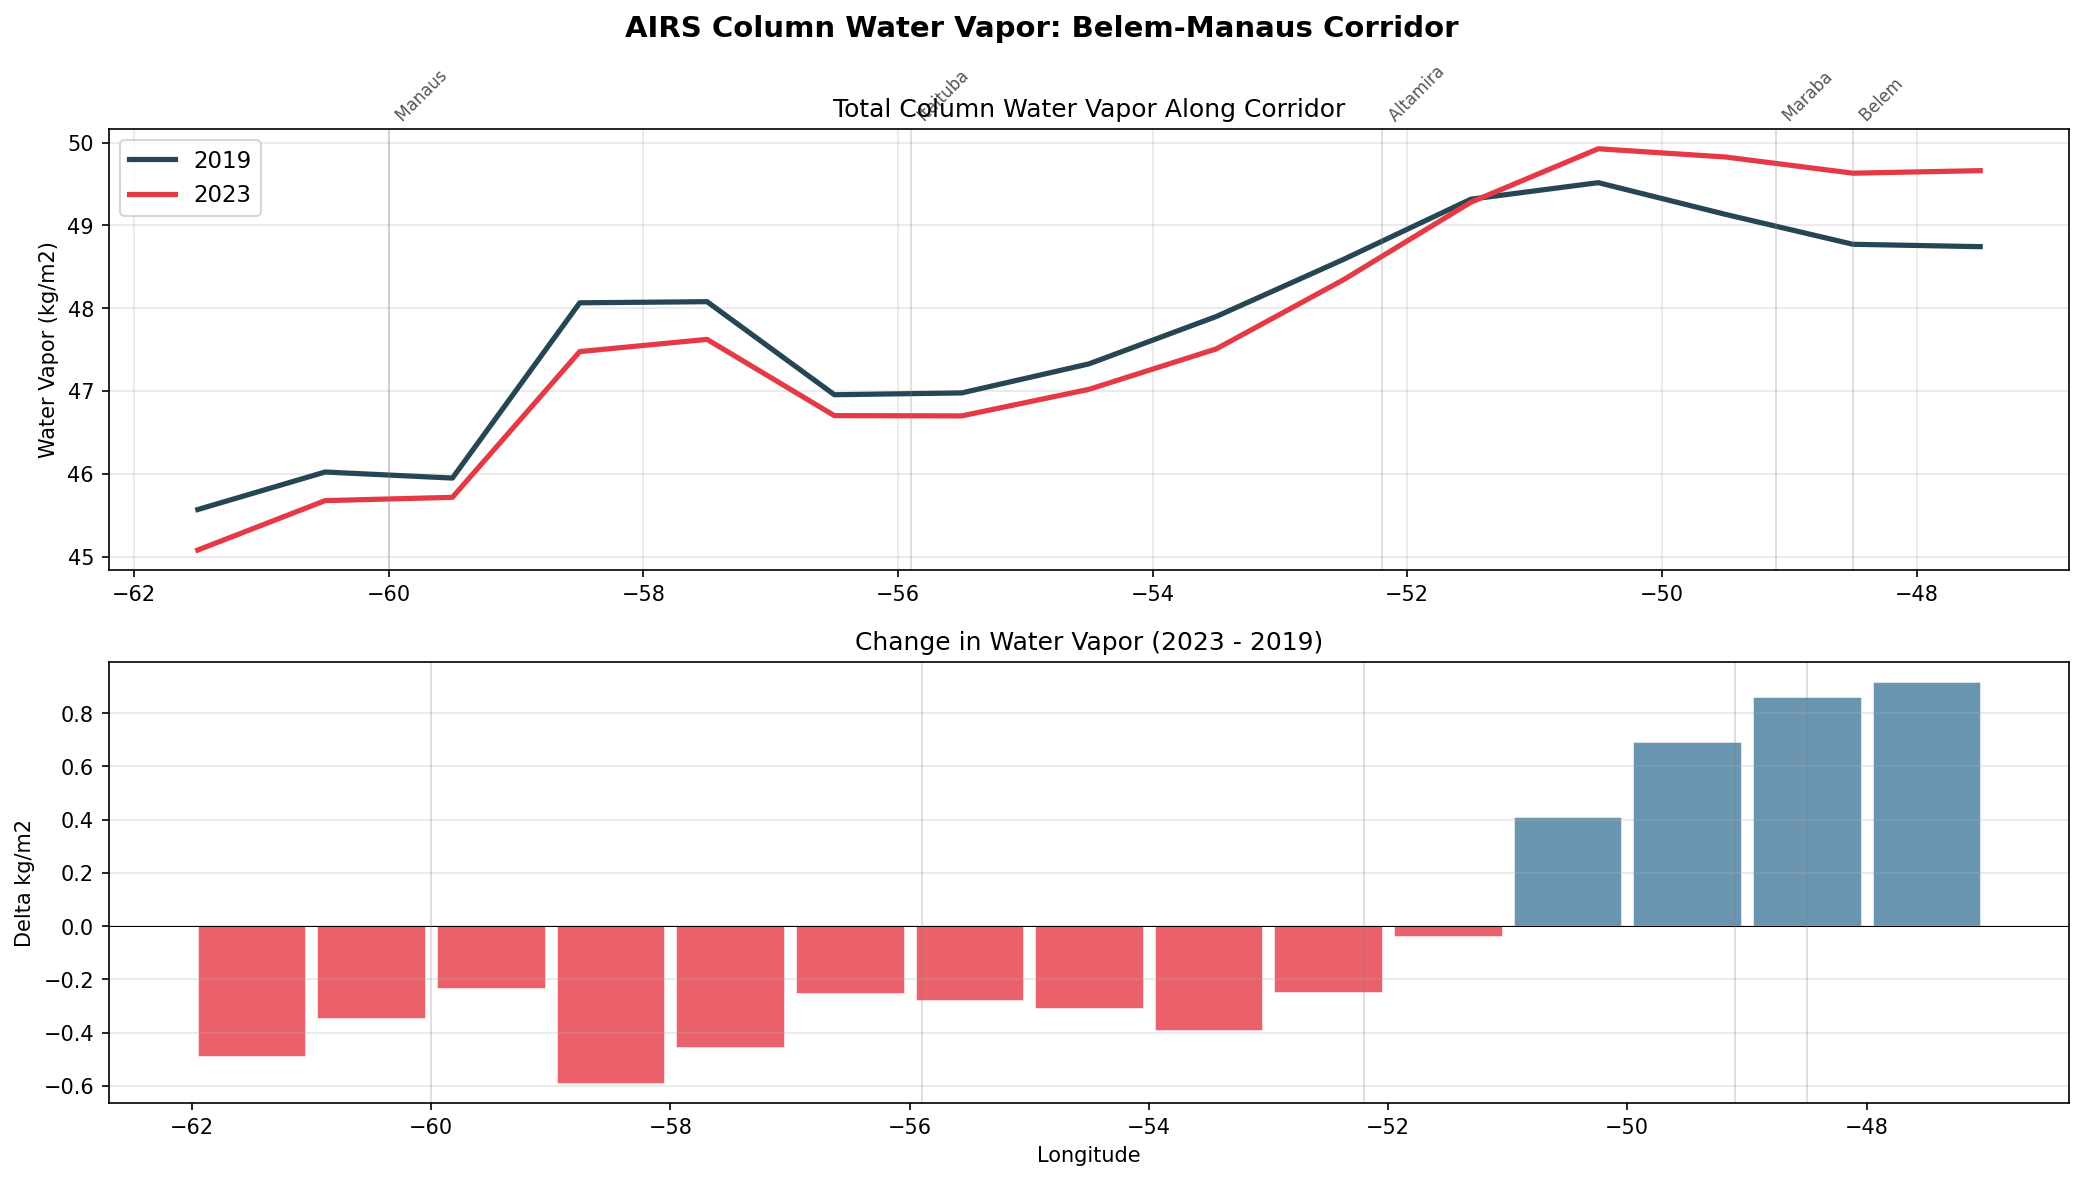 AIRS Column Water Vapor: Belem-Manaus Corridor
Manaus
Altamira
Maraba
Belem
Total Column Water Vapor Along Corridor
2019
2023
Water Vapor (kg/m2)
50
49
48
47
46
45
−62 −60 −58 −56 −54 −52 −50 −48
Change in Water Vapor (2023 - 2019)
Delta kg/m2
0.8
0.6
0.4
0.2
0.0
−0.2
−0.4
−0.6
−62 −60 −58 −56 −54 −52 −50 −48
Longitude